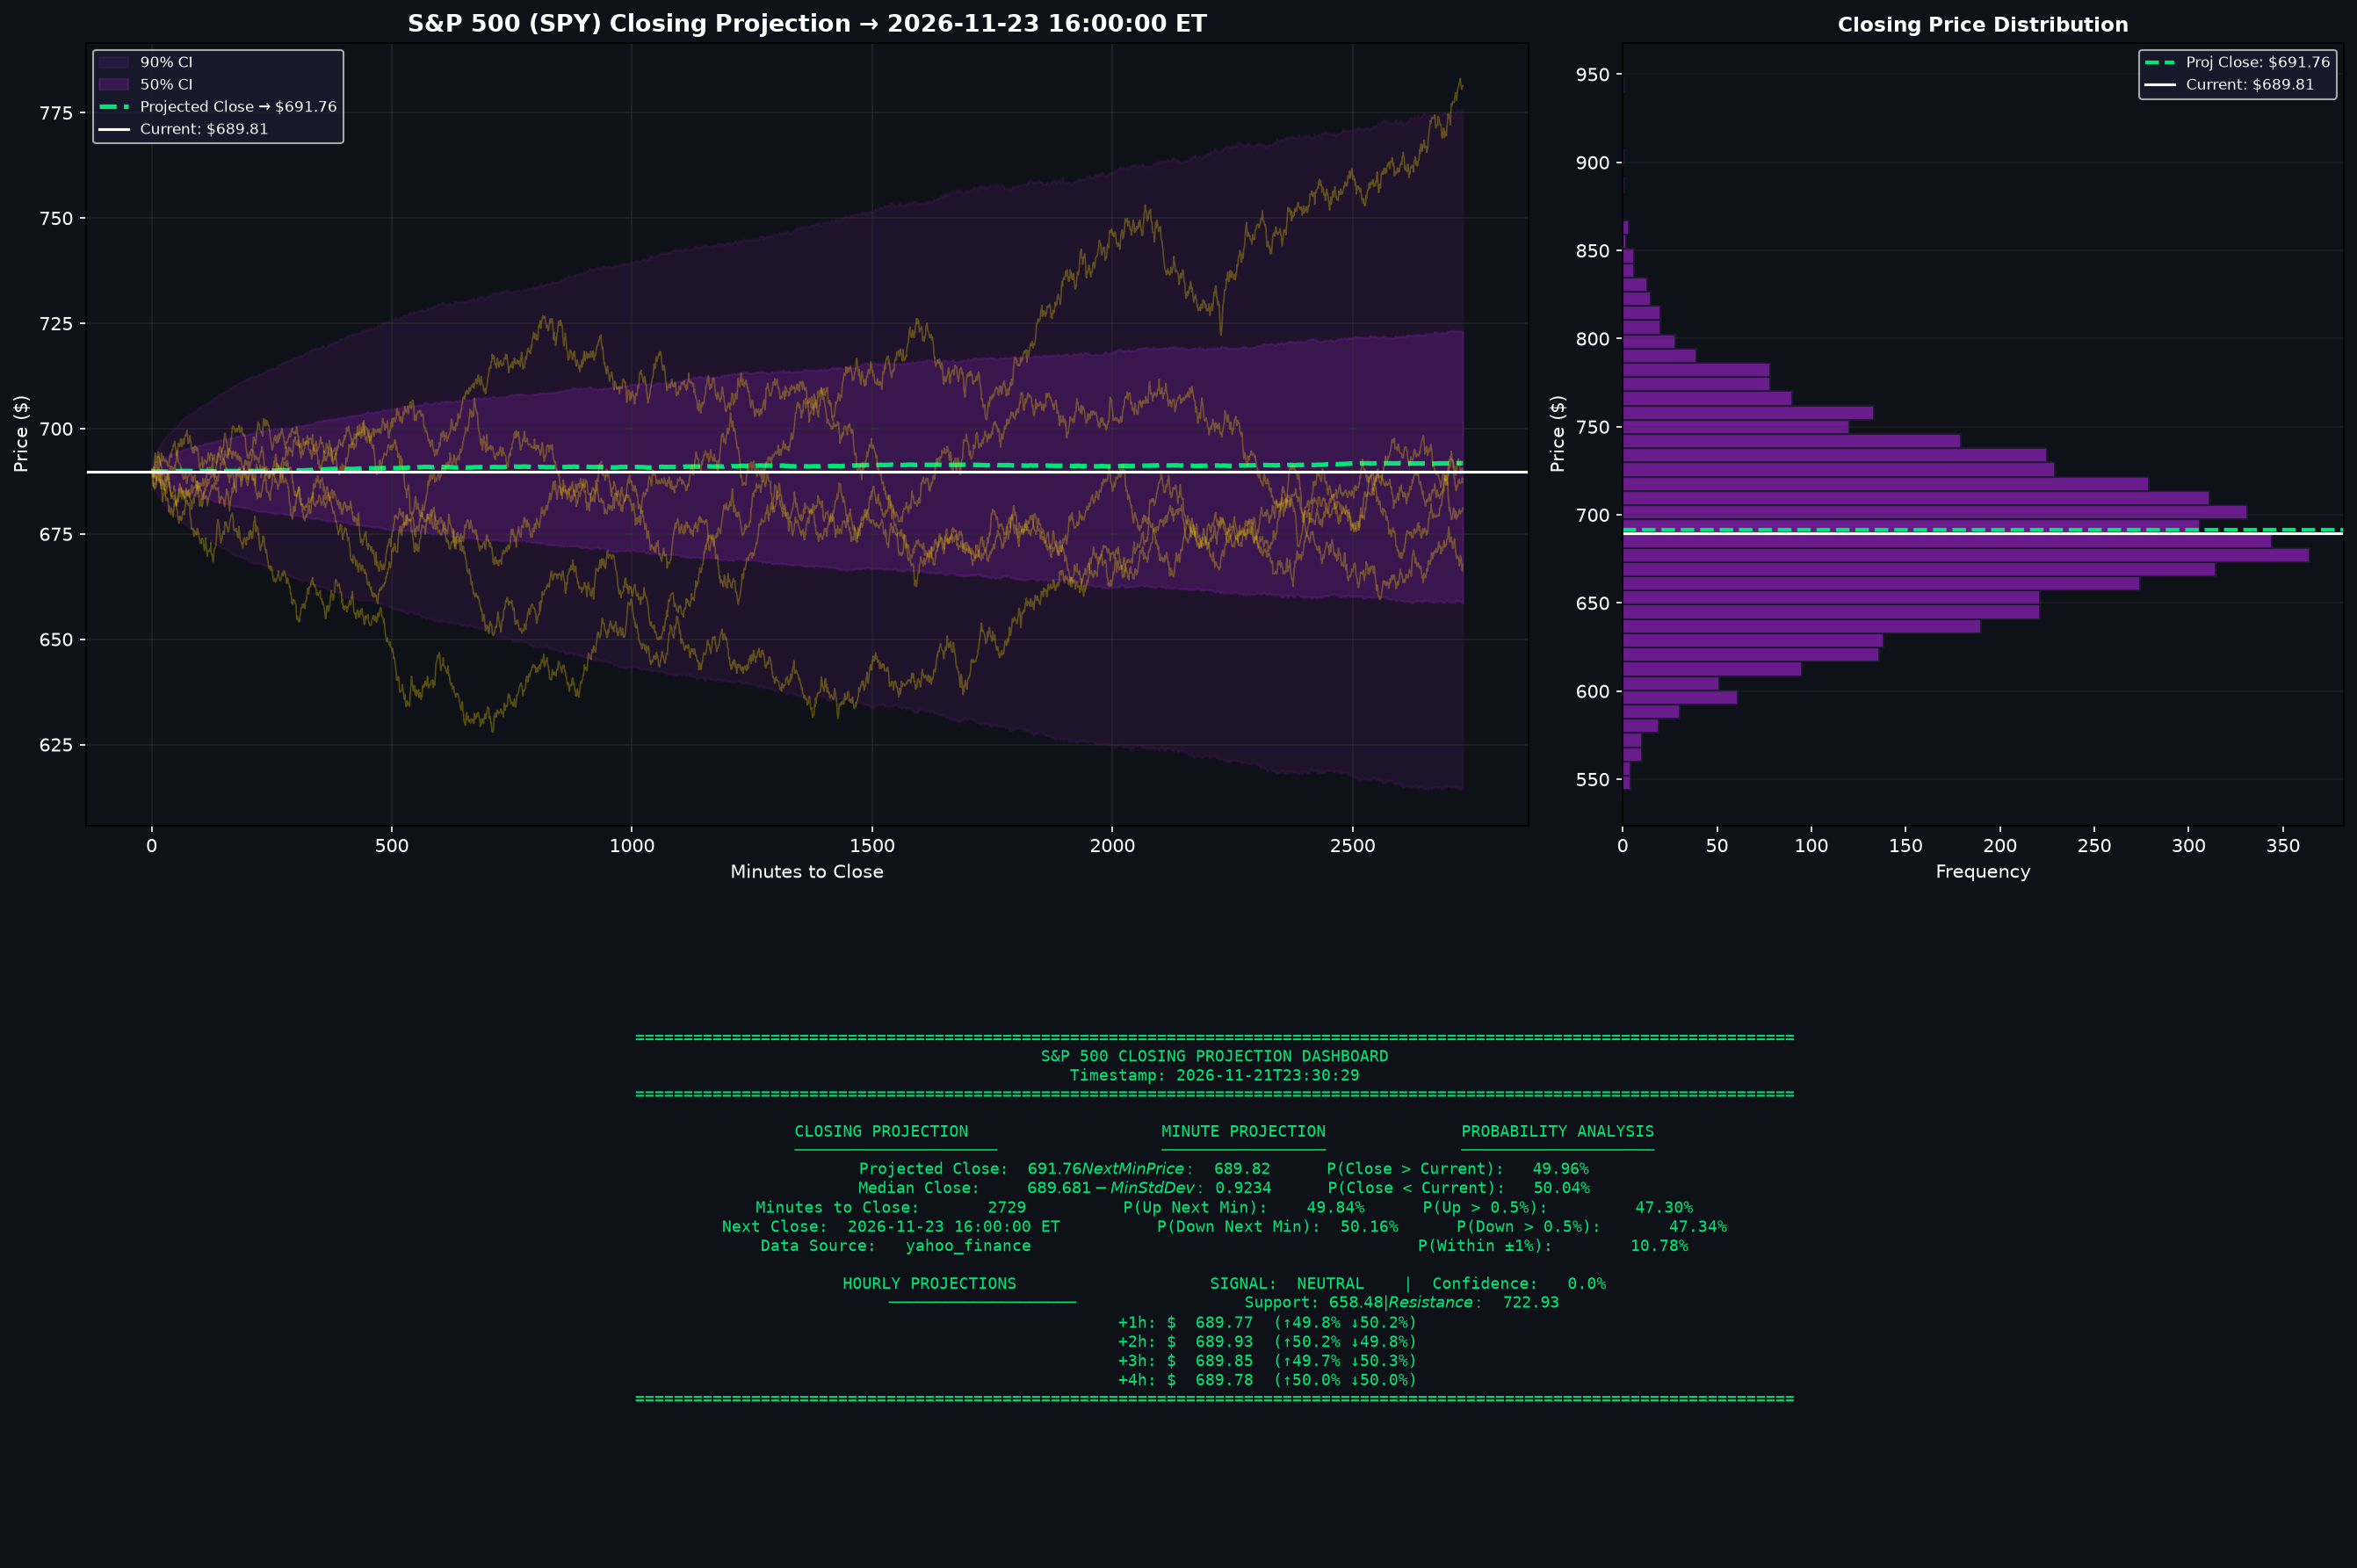 S&P 500 (SPY) Closing Projection → 2026-11-23 16:00:00 ET
90% CI
50% CI
Projected Close → $691.76
Current: $689.81
Price ($)
775
750
725
700
675
650
625
0 500 1000 1500 2000 2500
Minutes to Close
Closing Price Distribution
Proj Close: $691.76
Current: $689.81
Price ($)
950
900
850
800
750
700
650
600
550
0 50 100 150 200 250 300 350
Frequency
========================================================================================================================
S&P 500 CLOSING PROJECTION DASHBOARD
Timestamp: 2026-11-21T23:30:29
========================================================================================================================
CLOSING PROJECTION MINUTE PROJECTION PROBABILITY ANALYSIS
Projected Close: 691.76NextMinPrice: 689.82 P(Close > Current): 49.96%
Median Close: 689.681−MinStdDev: 0.9234 P(Close < Current): 50.04%
Minutes to Close: 2729 P(Up Next Min): 49.84% P(Up > 0.5%): 47.30%
Next Close: 2026-11-23 16:00:00 ET P(Down Next Min): 50.16% P(Down > 0.5%): 47.34%
Data Source: yahoo_finance P(Within ±1%): 10.78%
HOURLY PROJECTIONS SIGNAL: NEUTRAL | Confidence: 0.0%
Support: 658.48|Resistance: 722.93
+1h: $ 689.77 (↑49.8% ↓50.2%)
+2h: $ 689.93 (↑50.2% ↓49.8%)
+3h: $ 689.85 (↑49.7% ↓50.3%)
+4h: $ 689.78 (↑50.0% ↓50.0%)
========================================================================================================================